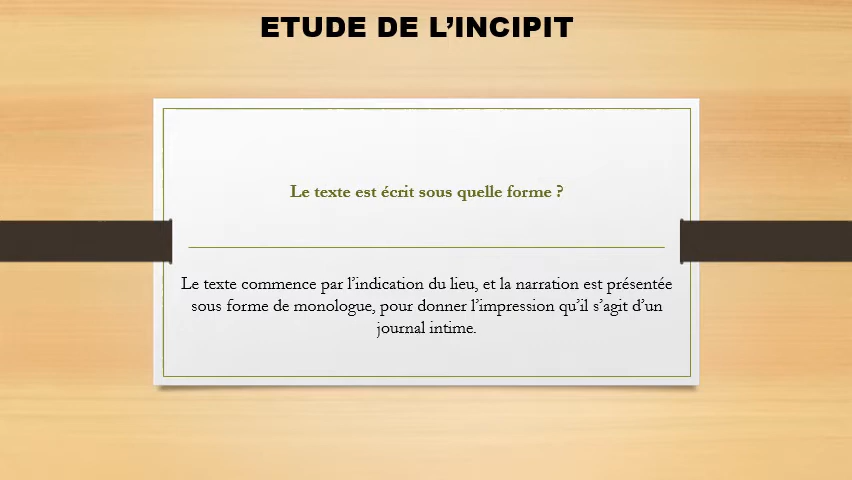 ETUDE DE L’INCIPIT
Le texte est écrit sous quelle forme ?
Le texte commence par l’indication du lieu, et la narration est présentée
sous forme de monologue, pour donner l’impression qu’il s’agit d’un
journal intime.